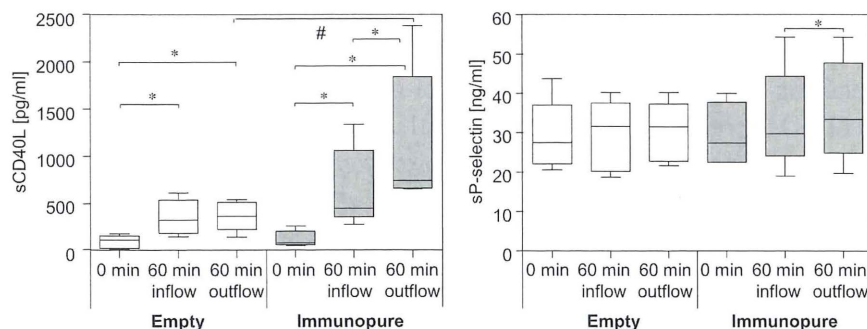 sCD40L [pg/ml]
2500
2000
1500
1000
500
0
#
*
*
*
*
*
0 min
60 min
inflow
60 min
outflow
0 min
60 min
inflow
60 min
outflow
Empty
Immunopure
sP-selectin [ng/ml]
60
50
40
30
20
10
0
*
0 min
60 min
inflow
60 min
outflow
0 min
60 min
inflow
60 min
outflow
Empty
Immunopure